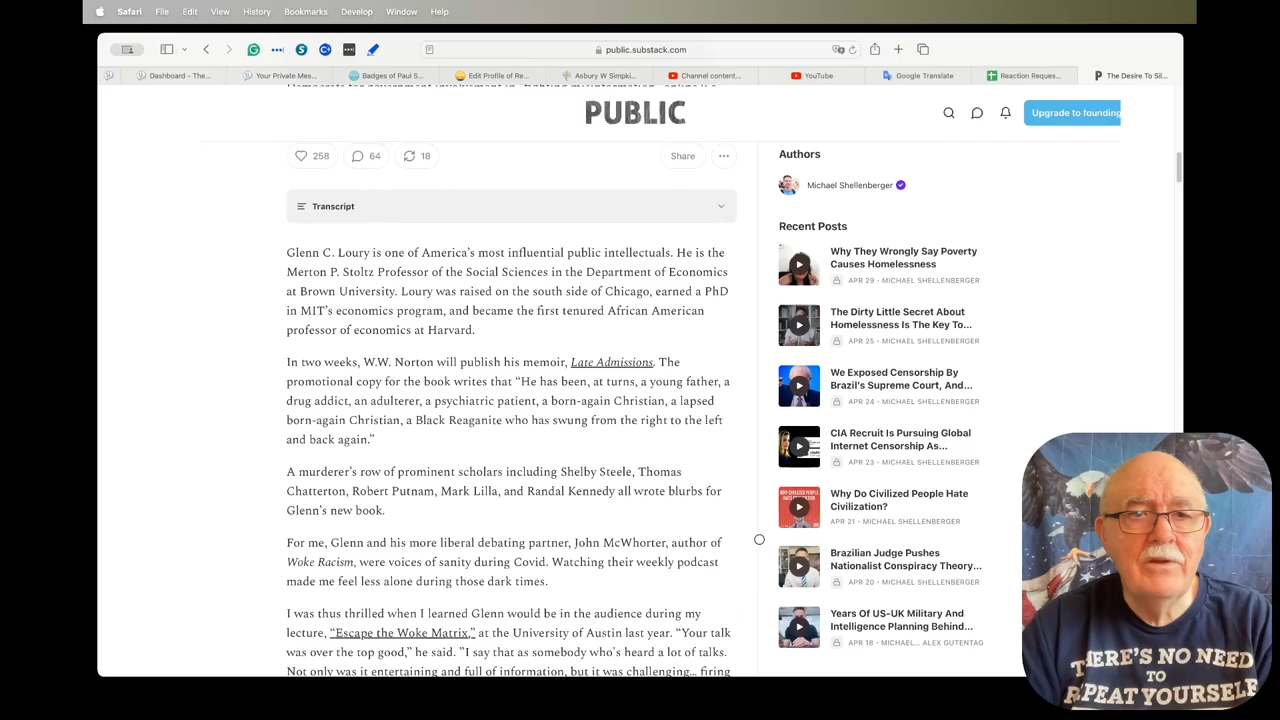 Safari File Edit View History Bookmarks Develop Window Help
public.substack.com
Dashboard - The... Your Private Mes... Badges of Paul S... Edit Profile of Re... Asbury W Simpki... Channel content... YouTube Google Translate Reaction Reques... The Desire To Sil...
PUBLIC
Upgrade to founding
258 64 18 Share
Transcript
Glenn C. Loury is one of America's most influential public intellectuals. He is the
Merton P. Stoltz Professor of the Social Sciences in the Department of Economics
at Brown University. Loury was raised on the south side of Chicago, earned a PhD
in MIT's economics program, and became the first tenured African American
professor of economics at Harvard.
In two weeks, W.W. Norton will publish his memoir, Late Admissions. The
promotional copy for the book writes that “He has been, at turns, a young father, a
drug addict, an adulterer, a psychiatric patient, a born-again Christian, a lapsed
born-again Christian, a Black Reaganite who has swung from the right to the left
and back again.”
A murderer's row of prominent scholars including Shelby Steele, Thomas
Chatterton, Robert Putnam, Mark Lilla, and Randal Kennedy all wrote blurbs for
Glenn's new book.
For me, Glenn and his more liberal debating partner, John McWhorter, author of
Woke Racism, were voices of sanity during Covid. Watching their weekly podcast
made me feel less alone during those dark times.
I was thus thrilled when I learned Glenn would be in the audience during my
lecture, “Escape the Woke Matrix,” at the University of Austin last year. “Your talk
was over the top good,” he said. ”I say that as somebody who's heard a lot of talks.
Not only was it entertaining and full of information, but it was challenging... firing
Authors
Michael Shellenberger
Recent Posts
Why They Wrongly Say Poverty
Causes Homelessness
APR 29 • MICHAEL SHELLENBERGER
The Dirty Little Secret About
Homelessness Is The Key To...
APR 25 • MICHAEL SHELLENBERGER
We Exposed Censorship By
Brazil's Supreme Court, And...
APR 24 • MICHAEL SHELLENBERGER
CIA Recruit Is Pursuing Global
Internet Censorship As...
APR 23 • MICHAEL SHELLENBERGER
Why Do Civilized People Hate
Civilization?
APR 21 • MICHAEL SHELLENBERGER
Brazilian Judge Pushes
Nationalist Conspiracy Theory...
APR 20 • MICHAEL SHELLENBERGER
Years Of US-UK Military And
Intelligence Planning Behind...
APR 18 • MICHAEL... ALEX GUTENTAG
THERE'S NO NEED
TO
REPEAT YOURSELF